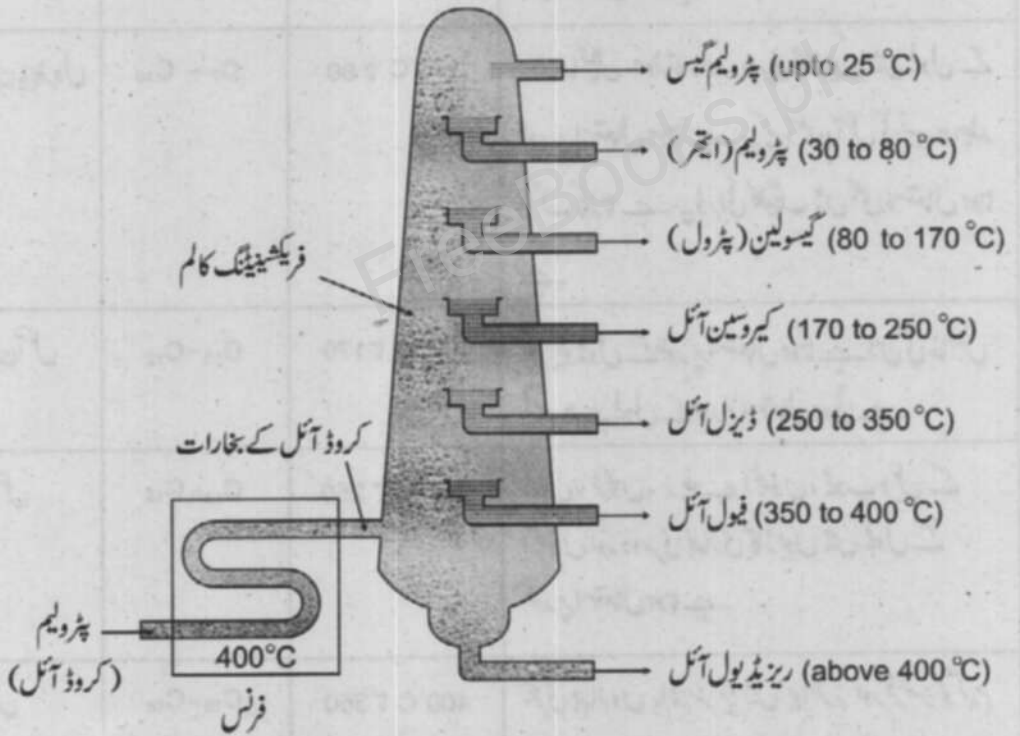 پٹرولیم گیس (upto 25 °C)
پٹرولیم (ایتھر) (30 to 80 °C)
گیسولین (پٹرول) (80 to 170 °C)
کیروسین آئل (170 to 250 °C)
ڈیزل آئل (250 to 350 °C)
فیول آئل (350 to 400 °C)
ریزیڈیول آئل (above 400 °C)
فریکشنیٹنگ کالم
کروڈ آئل کے بخارات
پٹرولیم
(کروڈ آئل)
400°C
فرنس
FreeBooks.pk